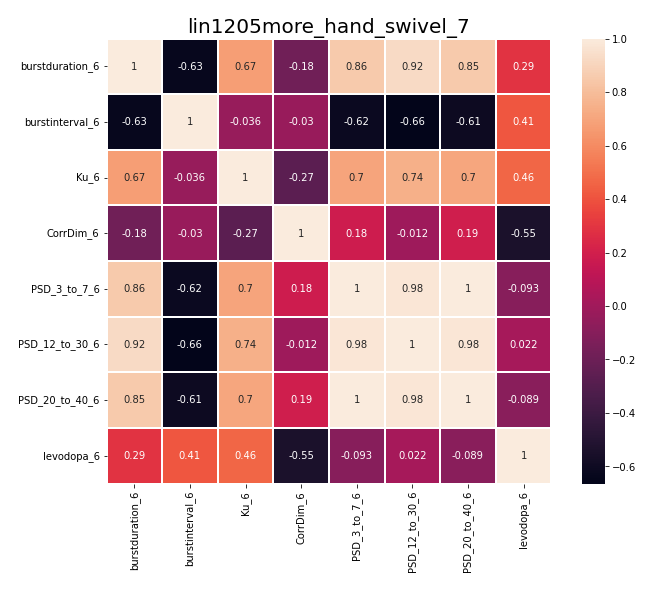 lin1205more_hand_swivel_7
burstduration_6 1 -0.63 0.67 -0.18 0.86 0.92 0.85 0.29
burstinterval_6 -0.63 1 -0.036 -0.03 -0.62 -0.66 -0.61 0.41
Ku_6 0.67 -0.036 1 -0.27 0.7 0.74 0.7 0.46
CorrDim_6 -0.18 -0.03 -0.27 1 0.18 -0.012 0.19 -0.55
PSD_3_to_7_6 0.86 -0.62 0.7 0.18 1 0.98 1 -0.093
PSD_12_to_30_6 0.92 -0.66 0.74 -0.012 0.98 1 0.98 0.022
PSD_20_to_40_6 0.85 -0.61 0.7 0.19 1 0.98 1 -0.089
levodopa_6 0.29 0.41 0.46 -0.55 -0.093 0.022 -0.089 1
burstduration_6
burstinterval_6
Ku_6
CorrDim_6
PSD_3_to_7_6
PSD_12_to_30_6
PSD_20_to_40_6
levodopa_6
1.0
0.8
0.6
0.4
0.2
0.0
−0.2
−0.4
−0.6